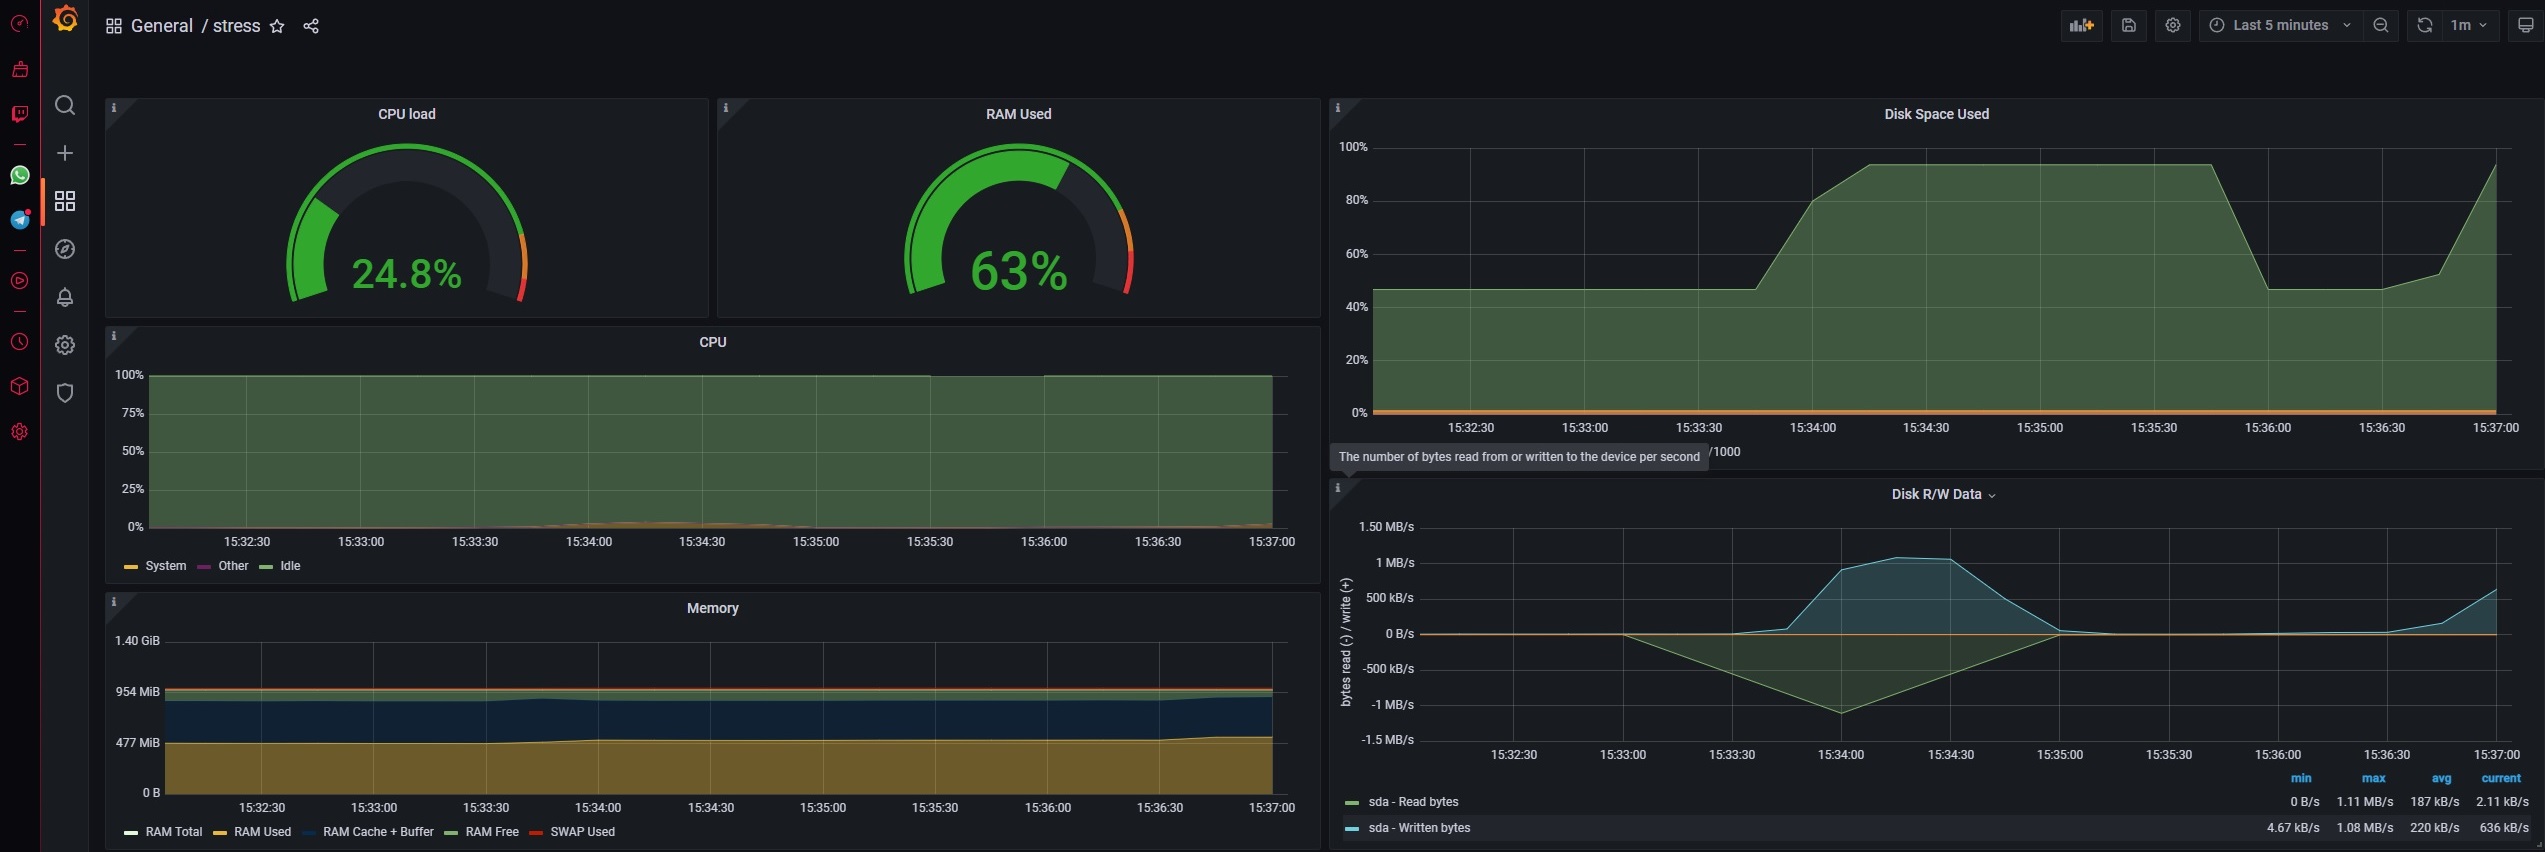 General / stress
Last 5 minutes
1m
CPU load
24.8%
RAM Used
63%
Disk Space Used
100%
80%
60%
40%
20%
0%
15:32:30 15:33:00 15:33:30 15:34:00 15:34:30 15:35:00 15:35:30 15:36:00 15:36:30 15:37:00
/1000
The number of bytes read from or written to the device per second
CPU
100%
75%
50%
25%
0%
15:32:30 15:33:00 15:33:30 15:34:00 15:34:30 15:35:00 15:35:30 15:36:00 15:36:30 15:37:00
System Other Idle
Memory
1.40 GiB
954 MiB
477 MiB
0 B
15:32:30 15:33:00 15:33:30 15:34:00 15:34:30 15:35:00 15:35:30 15:36:00 15:36:30 15:37:00
RAM Total RAM Used RAM Cache + Buffer RAM Free SWAP Used
Disk R/W Data
bytes read (-) / write (+)
1.50 MB/s
1 MB/s
500 kB/s
0 B/s
-500 kB/s
-1 MB/s
-1.5 MB/s
15:32:30 15:33:00 15:33:30 15:34:00 15:34:30 15:35:00 15:35:30 15:36:00 15:36:30 15:37:00
min max avg current
sda - Read bytes 0 B/s 1.11 MB/s 187 kB/s 2.11 kB/s
sda - Written bytes 4.67 kB/s 1.08 MB/s 220 kB/s 636 kB/s